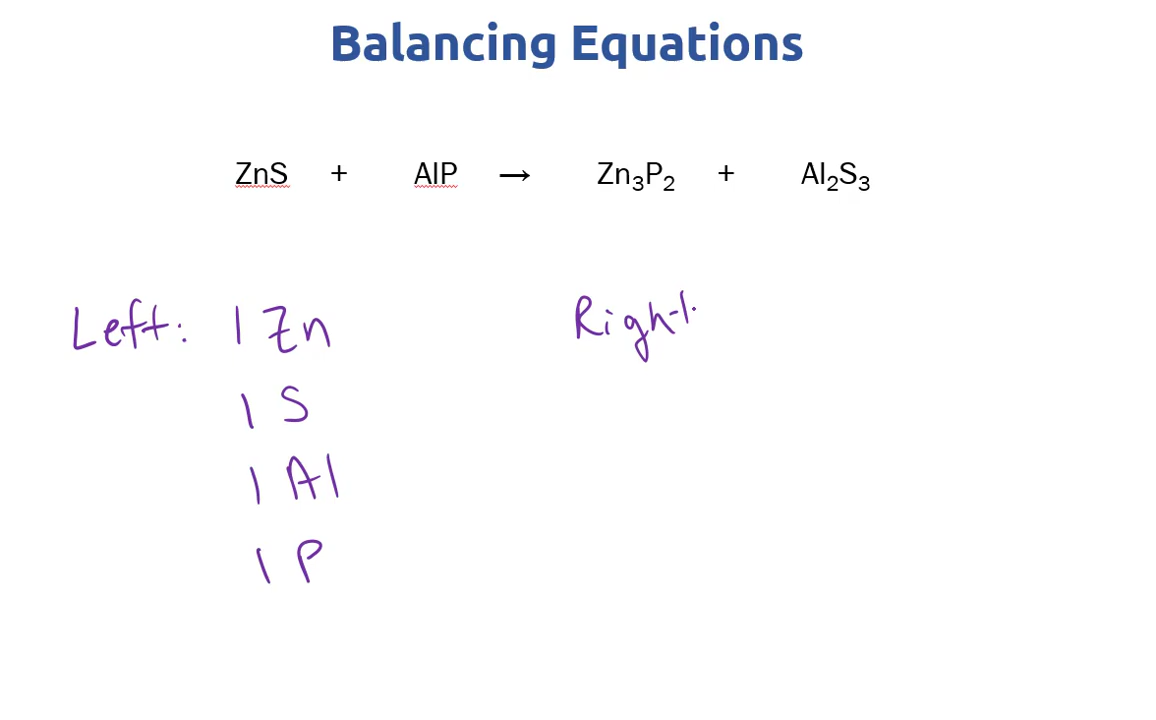 Balancing Equations
ZnS + AlP → Zn₃P₂ + Al₂S₃
Left: 1 Zn
Right:
1 S
1 Al
1 P